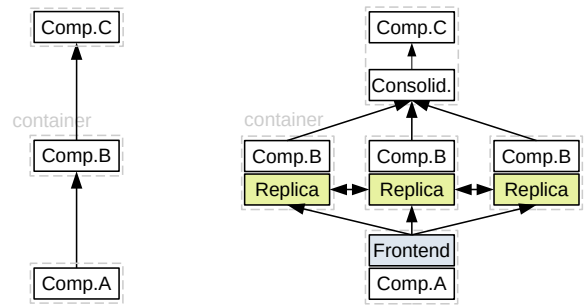 Comp.C
container
Comp.B
Comp.A
Comp.C
Consolid.
container
Comp.B Comp.B Comp.B
Replica Replica Replica
Frontend
Comp.A